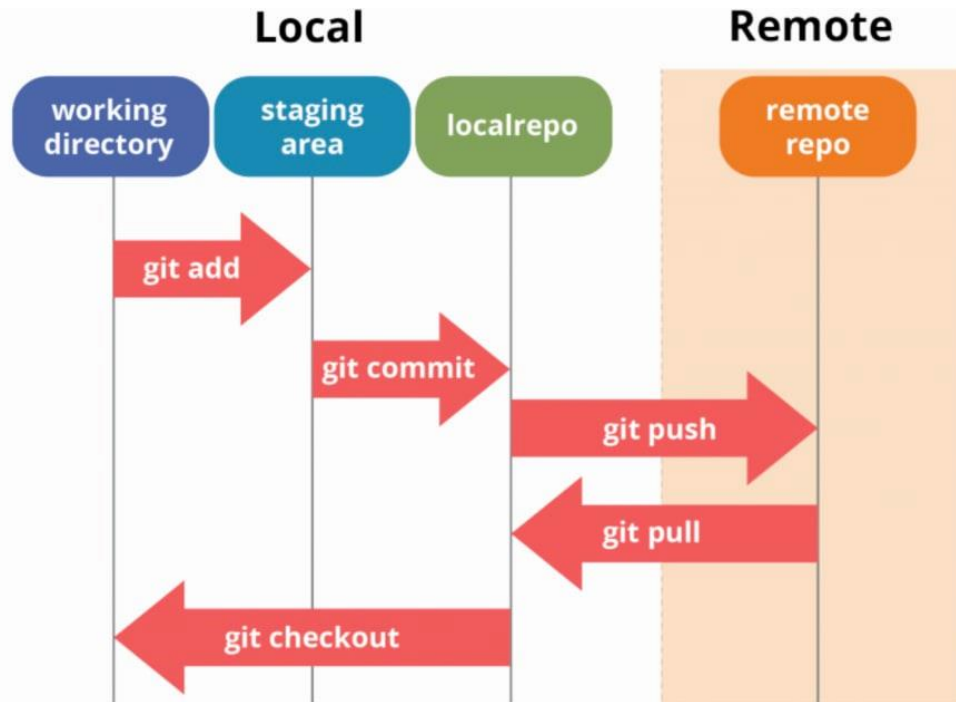 Local
Remote
working
directory
staging
area
localrepo
remote
repo
git add
git commit
git push
git pull
git checkout